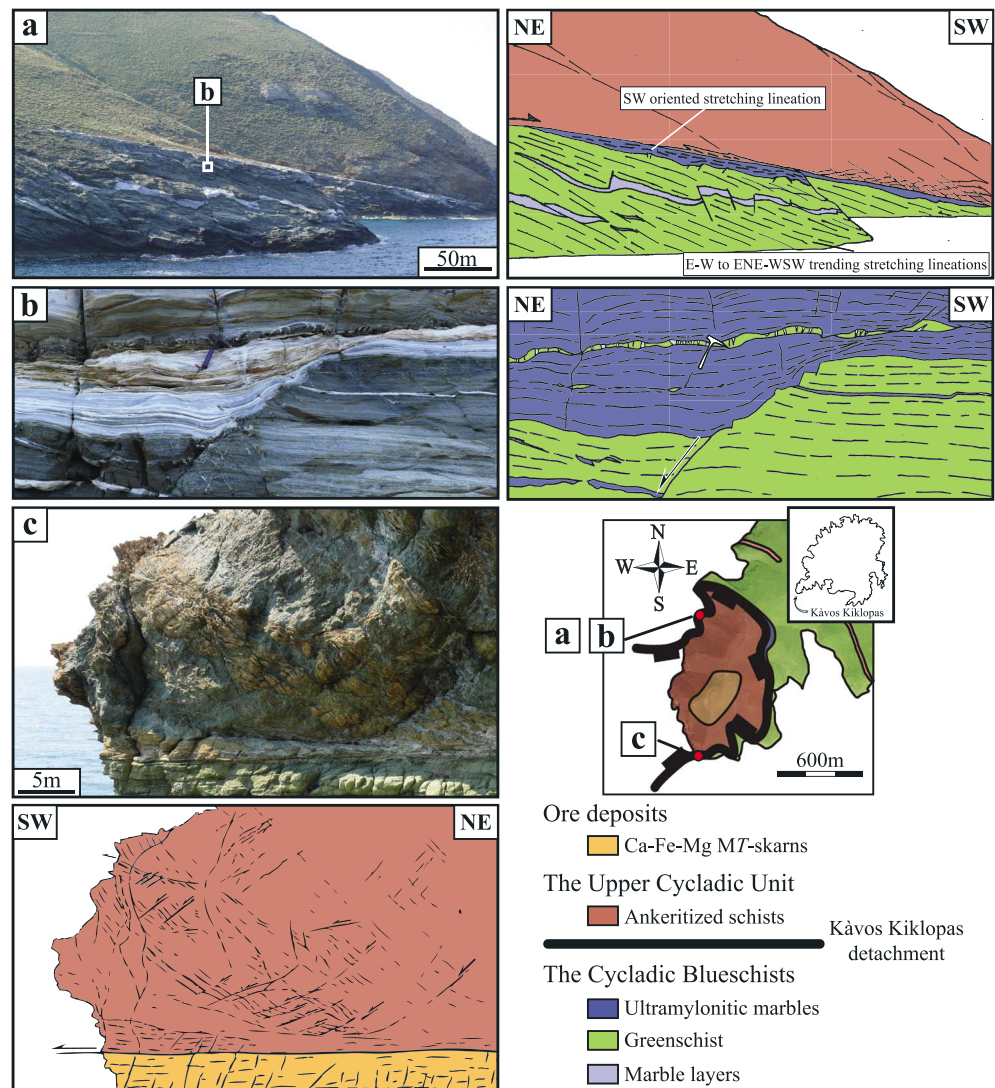 a
b
50m
NE
SW
SW oriented stretching lineation
E-W to ENE-WSW trending stretching lineations
b
NE
SW
c
5m
SW
NE
N
W
E
S
a
b
c
Kàvos Kiklopas
600m
Ore deposits
Ca-Fe-Mg MT-skarns
The Upper Cycladic Unit
Ankeritized schists
Kàvos Kiklopas
detachment
The Cycladic Blueschists
Ultramylonitic marbles
Greenschist
Marble layers